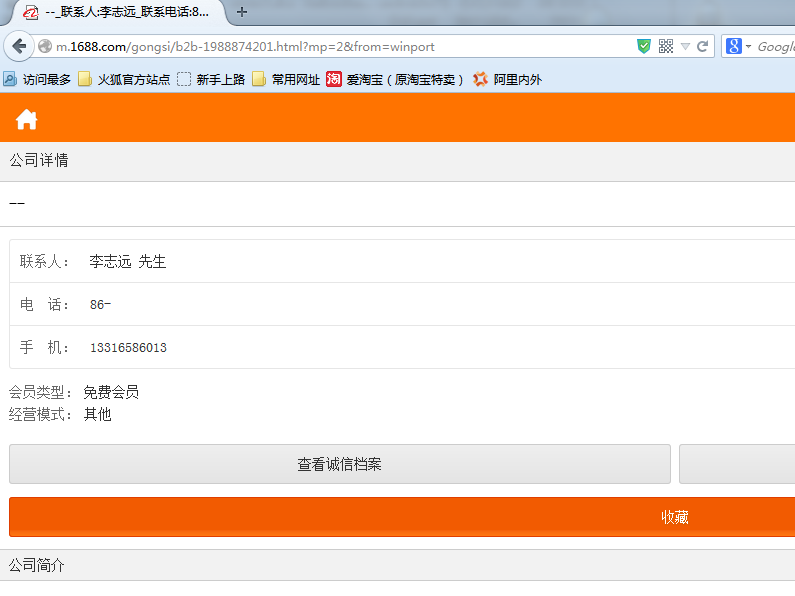 --_联系人:李志远_联系电话:8...
m.1688.com/gongsi/b2b-1988874201.html?mp=2&from=winport
8 Google
访问最多 火狐官方站点 新手上路 常用网址 淘 爱淘宝（原淘宝特卖） 阿里内外
公司详情
--
联系人： 李志远 先生
电 话： 86-
手 机： 13316586013
会员类型： 免费会员
经营模式： 其他
查看诚信档案
收藏
公司简介